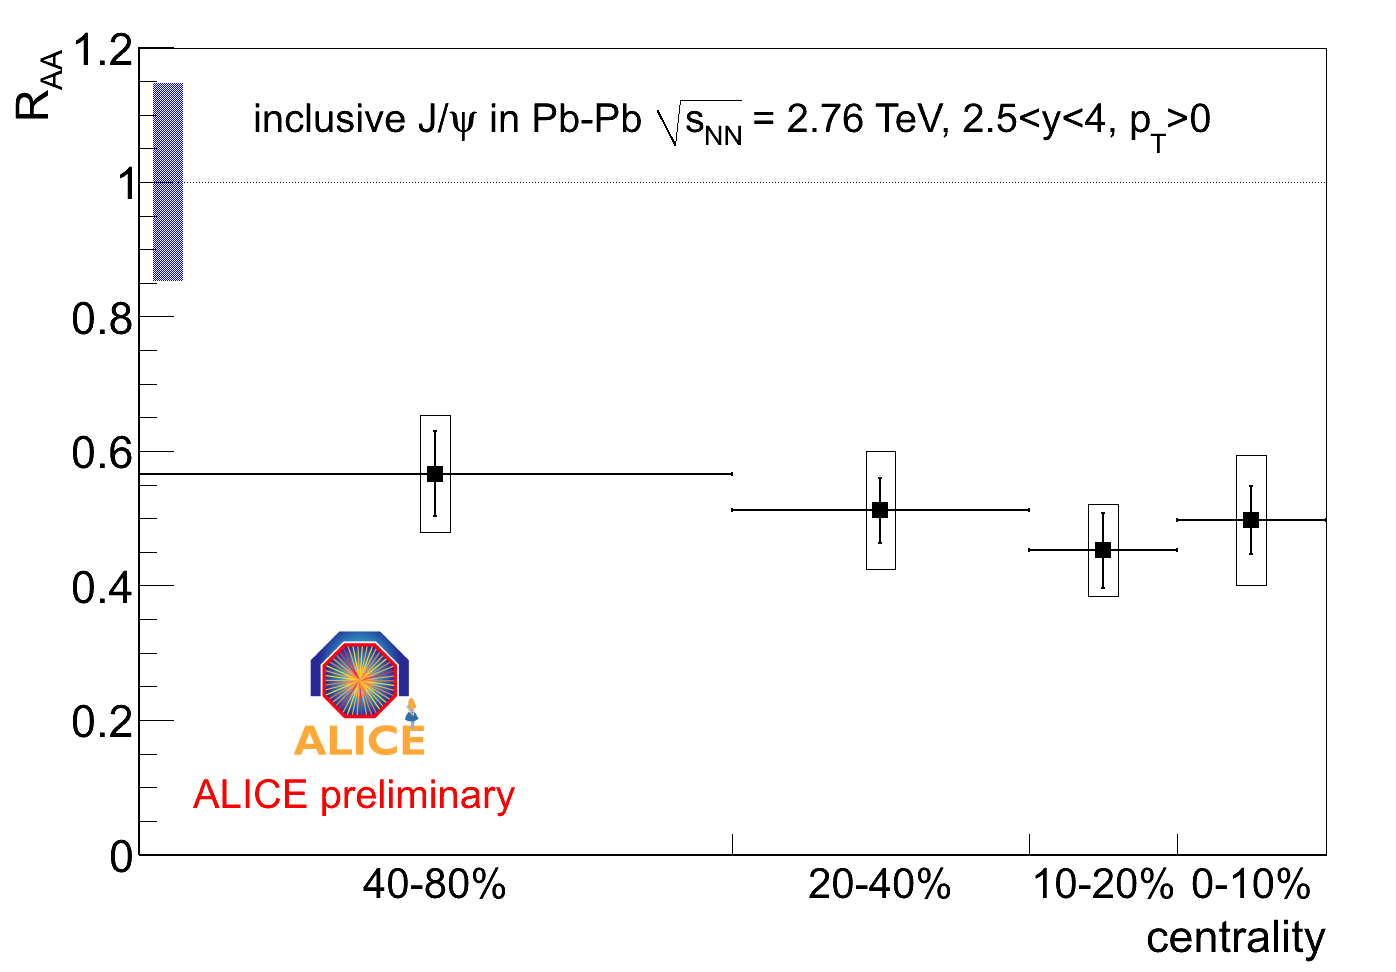 R_AA
1.2
1
0.8
0.6
0.4
0.2
0
inclusive J/ψ in Pb-Pb √s_NN = 2.76 TeV, 2.5<y<4, p_T>0
ALICE
ALICE preliminary
40-80% 20-40% 10-20% 0-10%
centrality